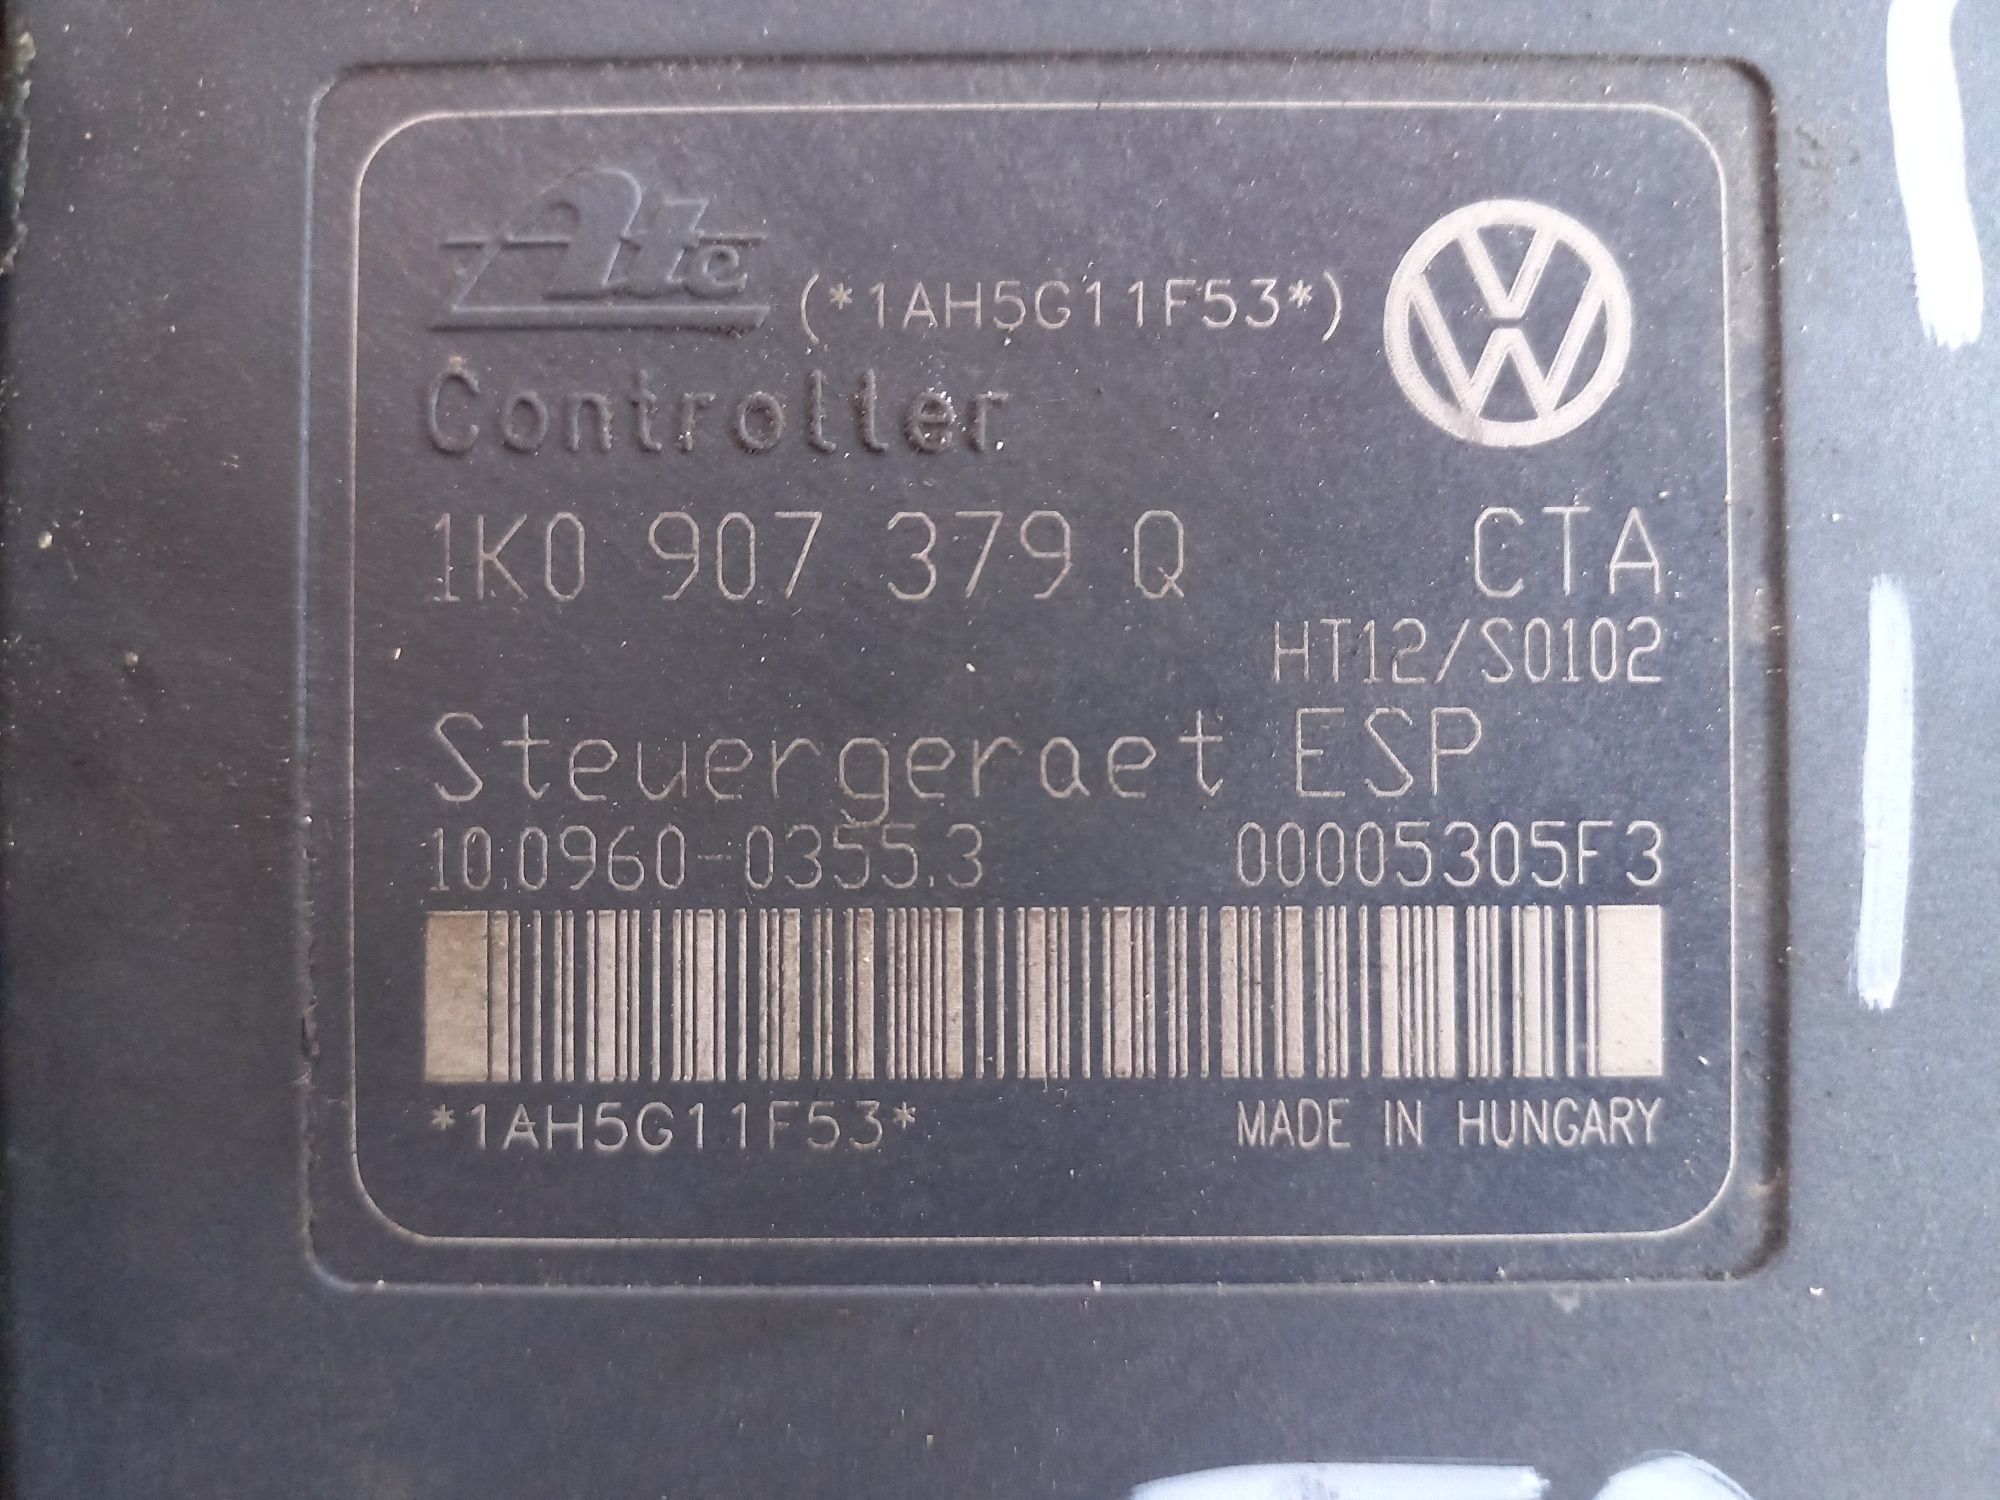 Ate (*1AH5G11F53*)
Controller
1K0 907 379 Q CTA
HT12/S0102
Steuergeraet ESP
10.0960-0355.3 00005305F3
*1AH5G11F53* MADE IN HUNGARY